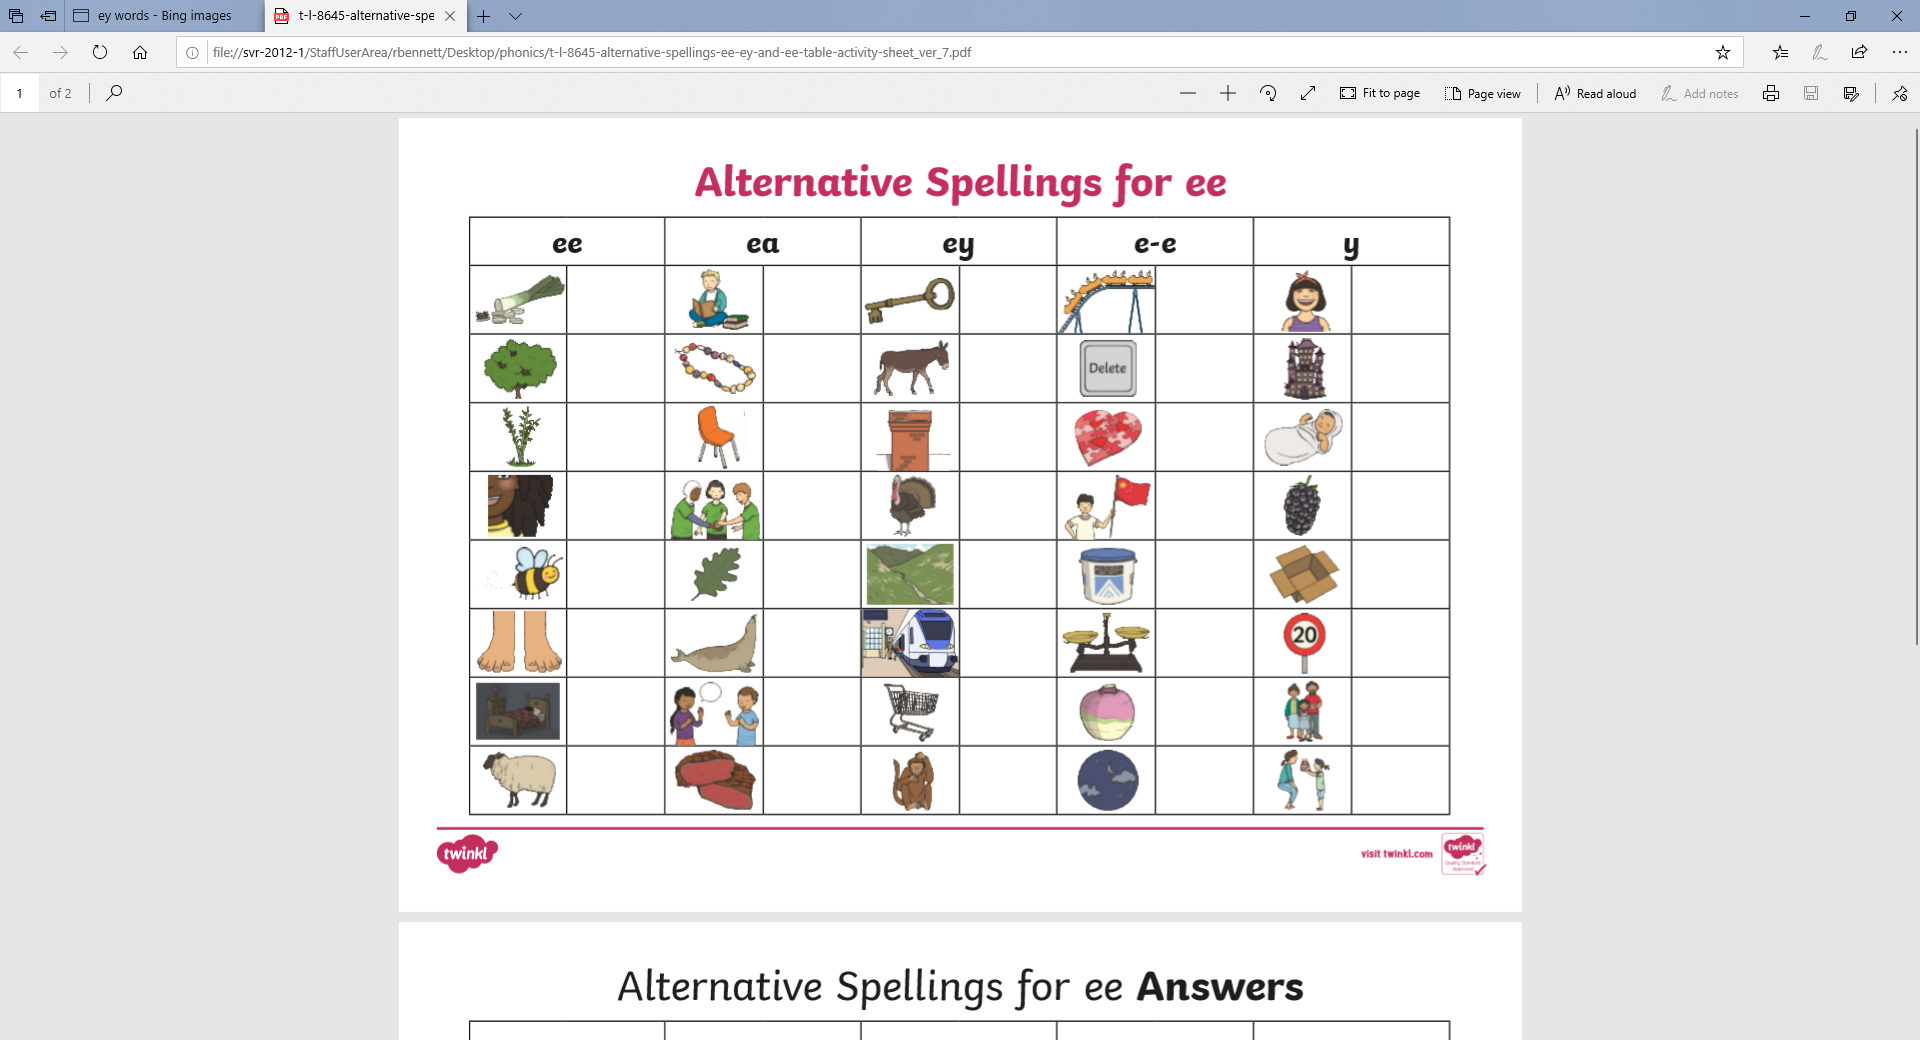 ey words - Bing images
t-l-8645-alternative-spe
file://svr-2012-1/StaffUserArea/rbennett/Desktop/phonics/t-l-8645-alternative-spellings-ee-ey-and-ee-table-activity-sheet_ver_7.pdf
1 of 2 Fit to page Page view Read aloud Add notes
Alternative Spellings for ee
ee ea ey e-e y
Delete
20
twinkl visit twinkl.com twinkl
Quality Standard
Approved
Alternative Spellings for ee Answers